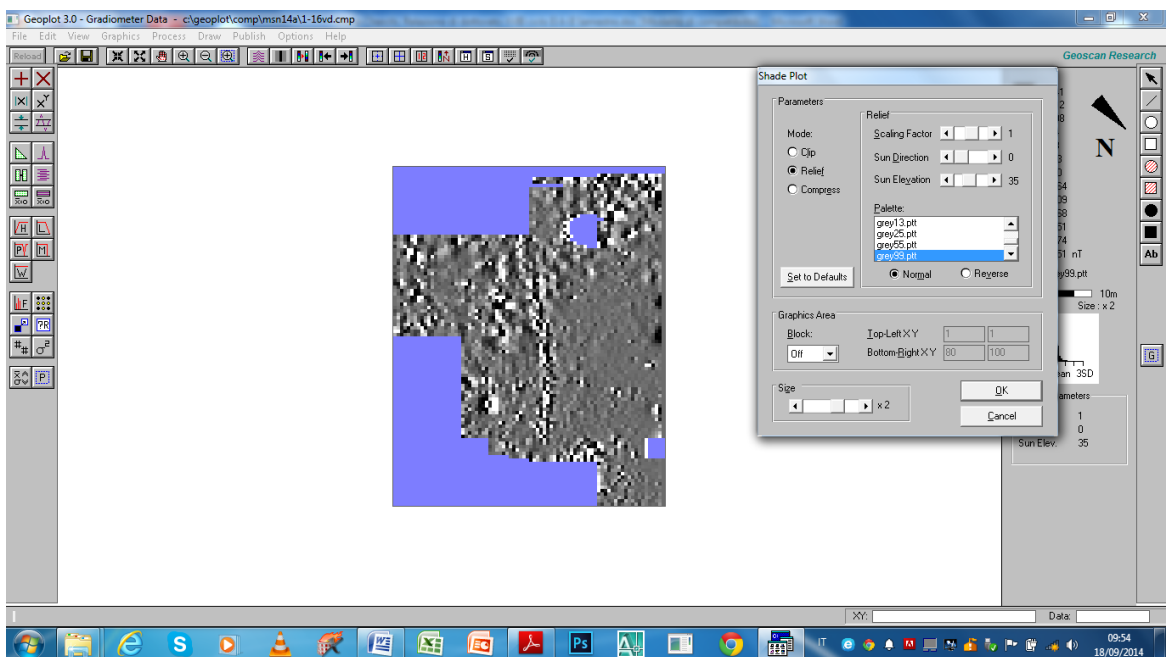 Geoplot 3.0 - Gradiometer Data - c:\geoplot\comp\msn14a\1-16vd.cmp
File Edit View Graphics Process Draw Publish Options Help
Reload
Geoscan Research
Shade Plot
Parameters
Mode:
Clip
Relief
Compress
Set to Defaults
Relief
Scaling Factor 1
Sun Direction 0
Sun Elevation 35
Palette:
grey13.ptt
grey25.ptt
grey55.ptt
grey99.ptt
Normal Reverse
Graphics Area
Block: Top-Left X Y 1 1
Off Bottom-Right X Y 80 100
Size
x 2
OK
Cancel
N
nT
10m
Size : x 2
3SD
1
0
Sun Elev. 35
Ab
G
XY: Data:
IT
09:54
18/09/2014